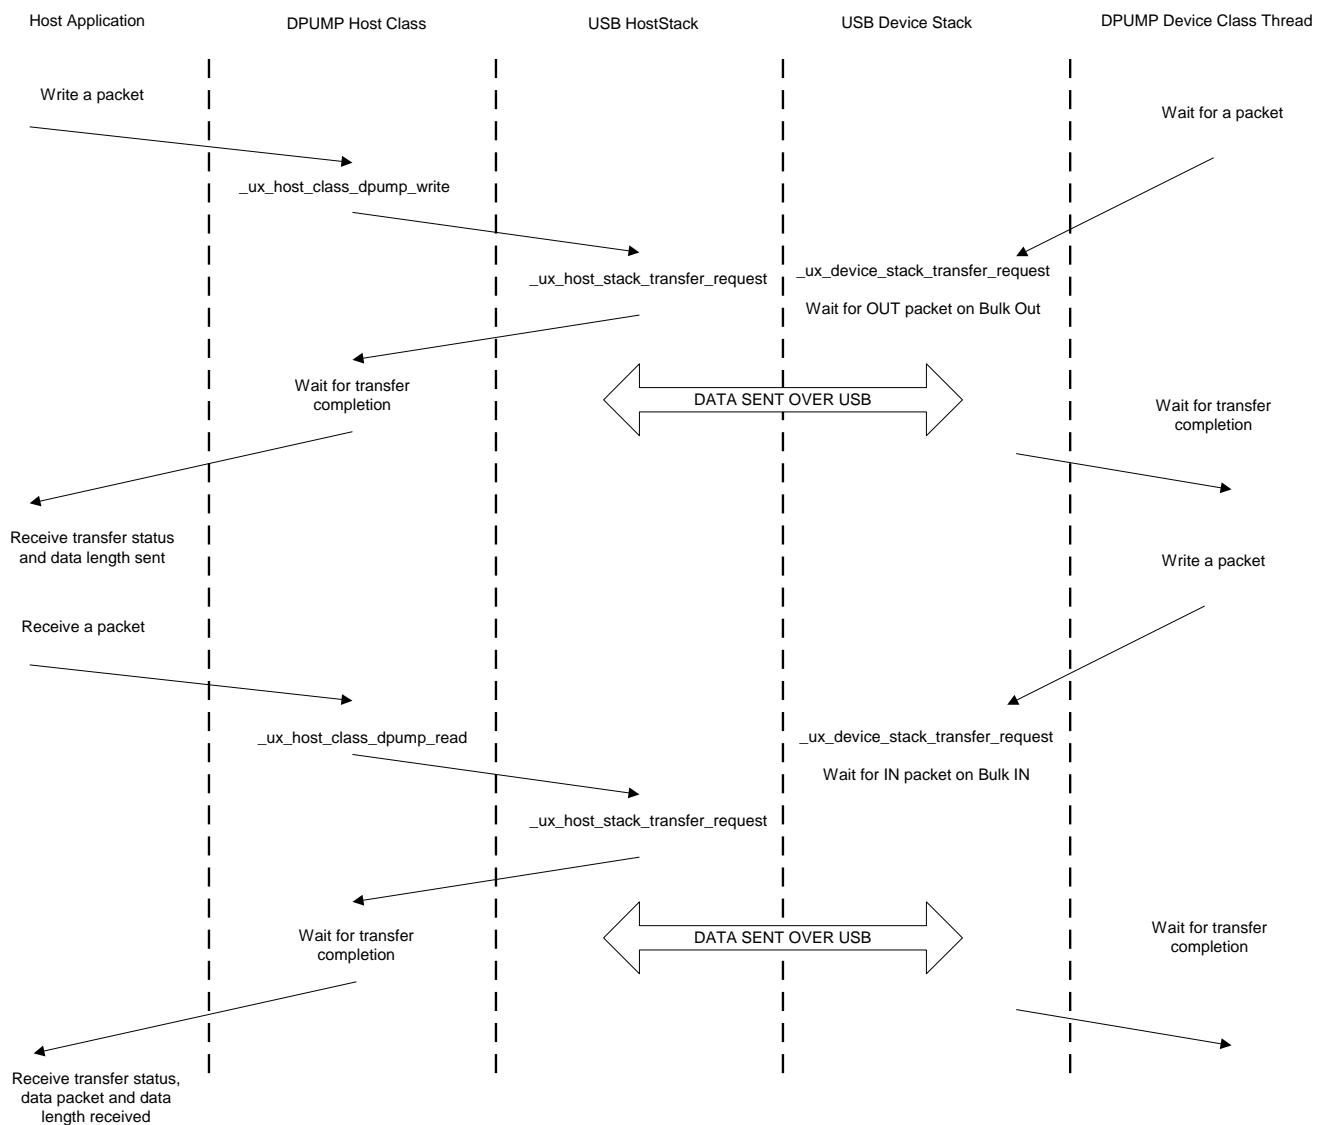 Host Application
DPUMP Host Class
USB HostStack
USB Device Stack
DPUMP Device Class Thread
Write a packet
Wait for a packet
_ux_host_class_dpump_write
_ux_host_stack_transfer_request
_ux_device_stack_transfer_request
Wait for OUT packet on Bulk Out
Wait for transfer
completion
DATA SENT OVER USB
Wait for transfer
completion
Receive transfer status
and data length sent
Write a packet
Receive a packet
_ux_host_class_dpump_read
_ux_device_stack_transfer_request
Wait for IN packet on Bulk IN
_ux_host_stack_transfer_request
Wait for transfer
completion
DATA SENT OVER USB
Wait for transfer
completion
Receive transfer status,
data packet and data
length received